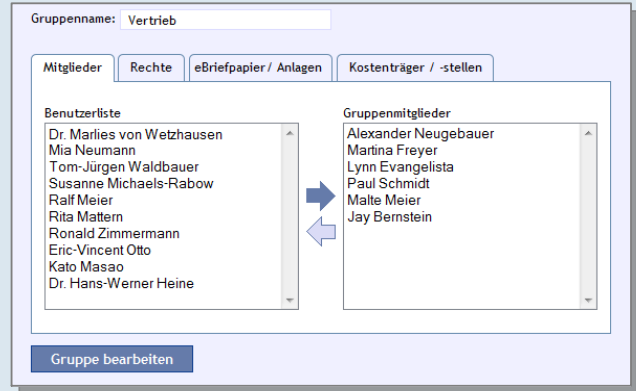 Gruppenname: Vertrieb
Mitglieder Rechte eBriefpapier / Anlagen Kostenträger / -stellen
Benutzerliste
Dr. Marlies von Wetzhausen
Mia Neumann
Tom-Jürgen Waldbauer
Susanne Michaels-Rabow
Ralf Meier
Rita Mattern
Ronald Zimmermann
Eric-Vincent Otto
Kato Masao
Dr. Hans-Werner Heine
Gruppenmitglieder
Alexander Neugebauer
Martina Freyer
Lynn Evangelista
Paul Schmidt
Malte Meier
Jay Bernstein
Gruppe bearbeiten